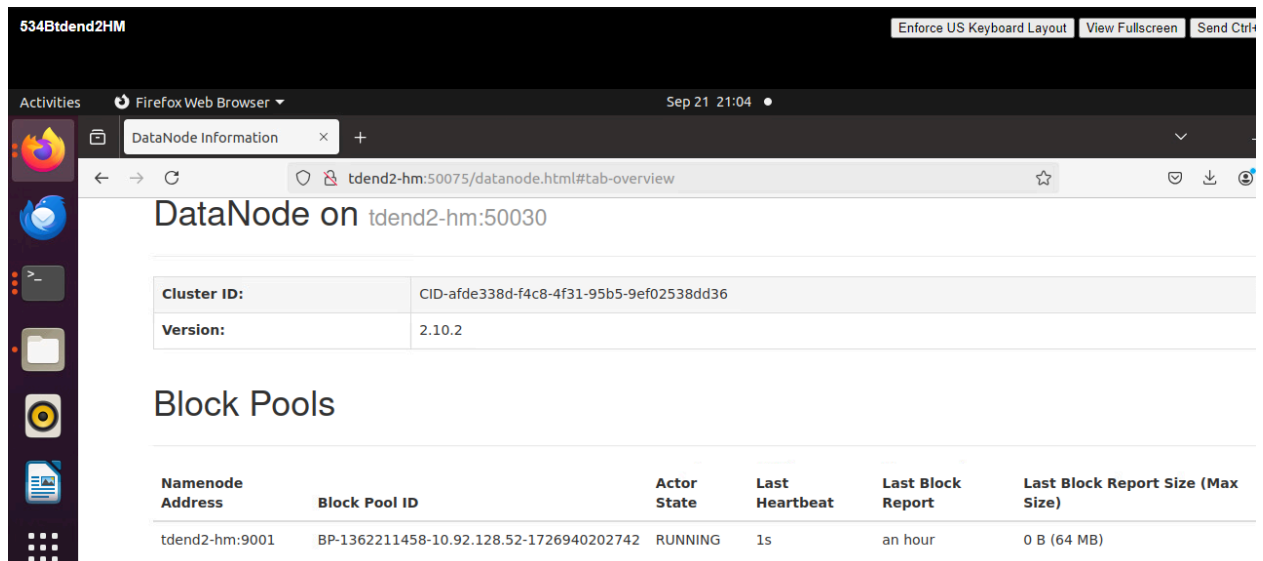 534Btdend2HM
Enforce US Keyboard Layout View Fullscreen Send Ctrl+
Activities Firefox Web Browser Sep 21 21:04
DataNode Information
tdend2-hm:50075/datanode.html#tab-overview
DataNode on tdend2-hm:50030
Cluster ID: CID-afde338d-f4c8-4f31-95b5-9ef02538dd36
Version: 2.10.2
Block Pools
Namenode Address Block Pool ID Actor State Last Heartbeat Last Block Report Last Block Report Size (Max Size)
tdend2-hm:9001 BP-1362211458-10.92.128.52-1726940202742 RUNNING 1s an hour 0 B (64 MB)